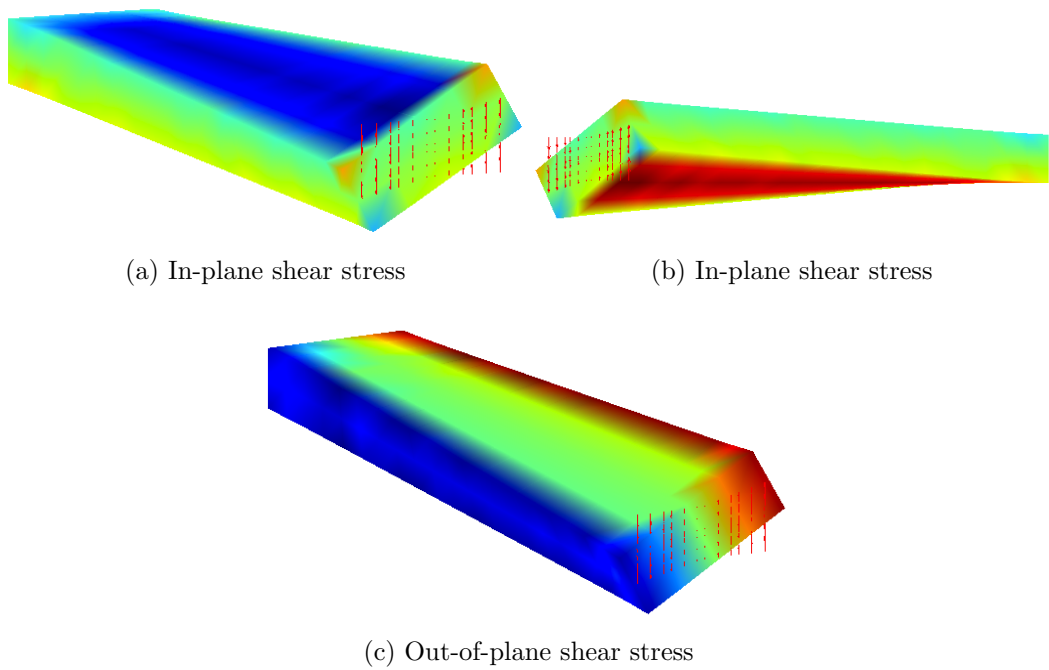 (a) In-plane shear stress
(b) In-plane shear stress
(c) Out-of-plane shear stress